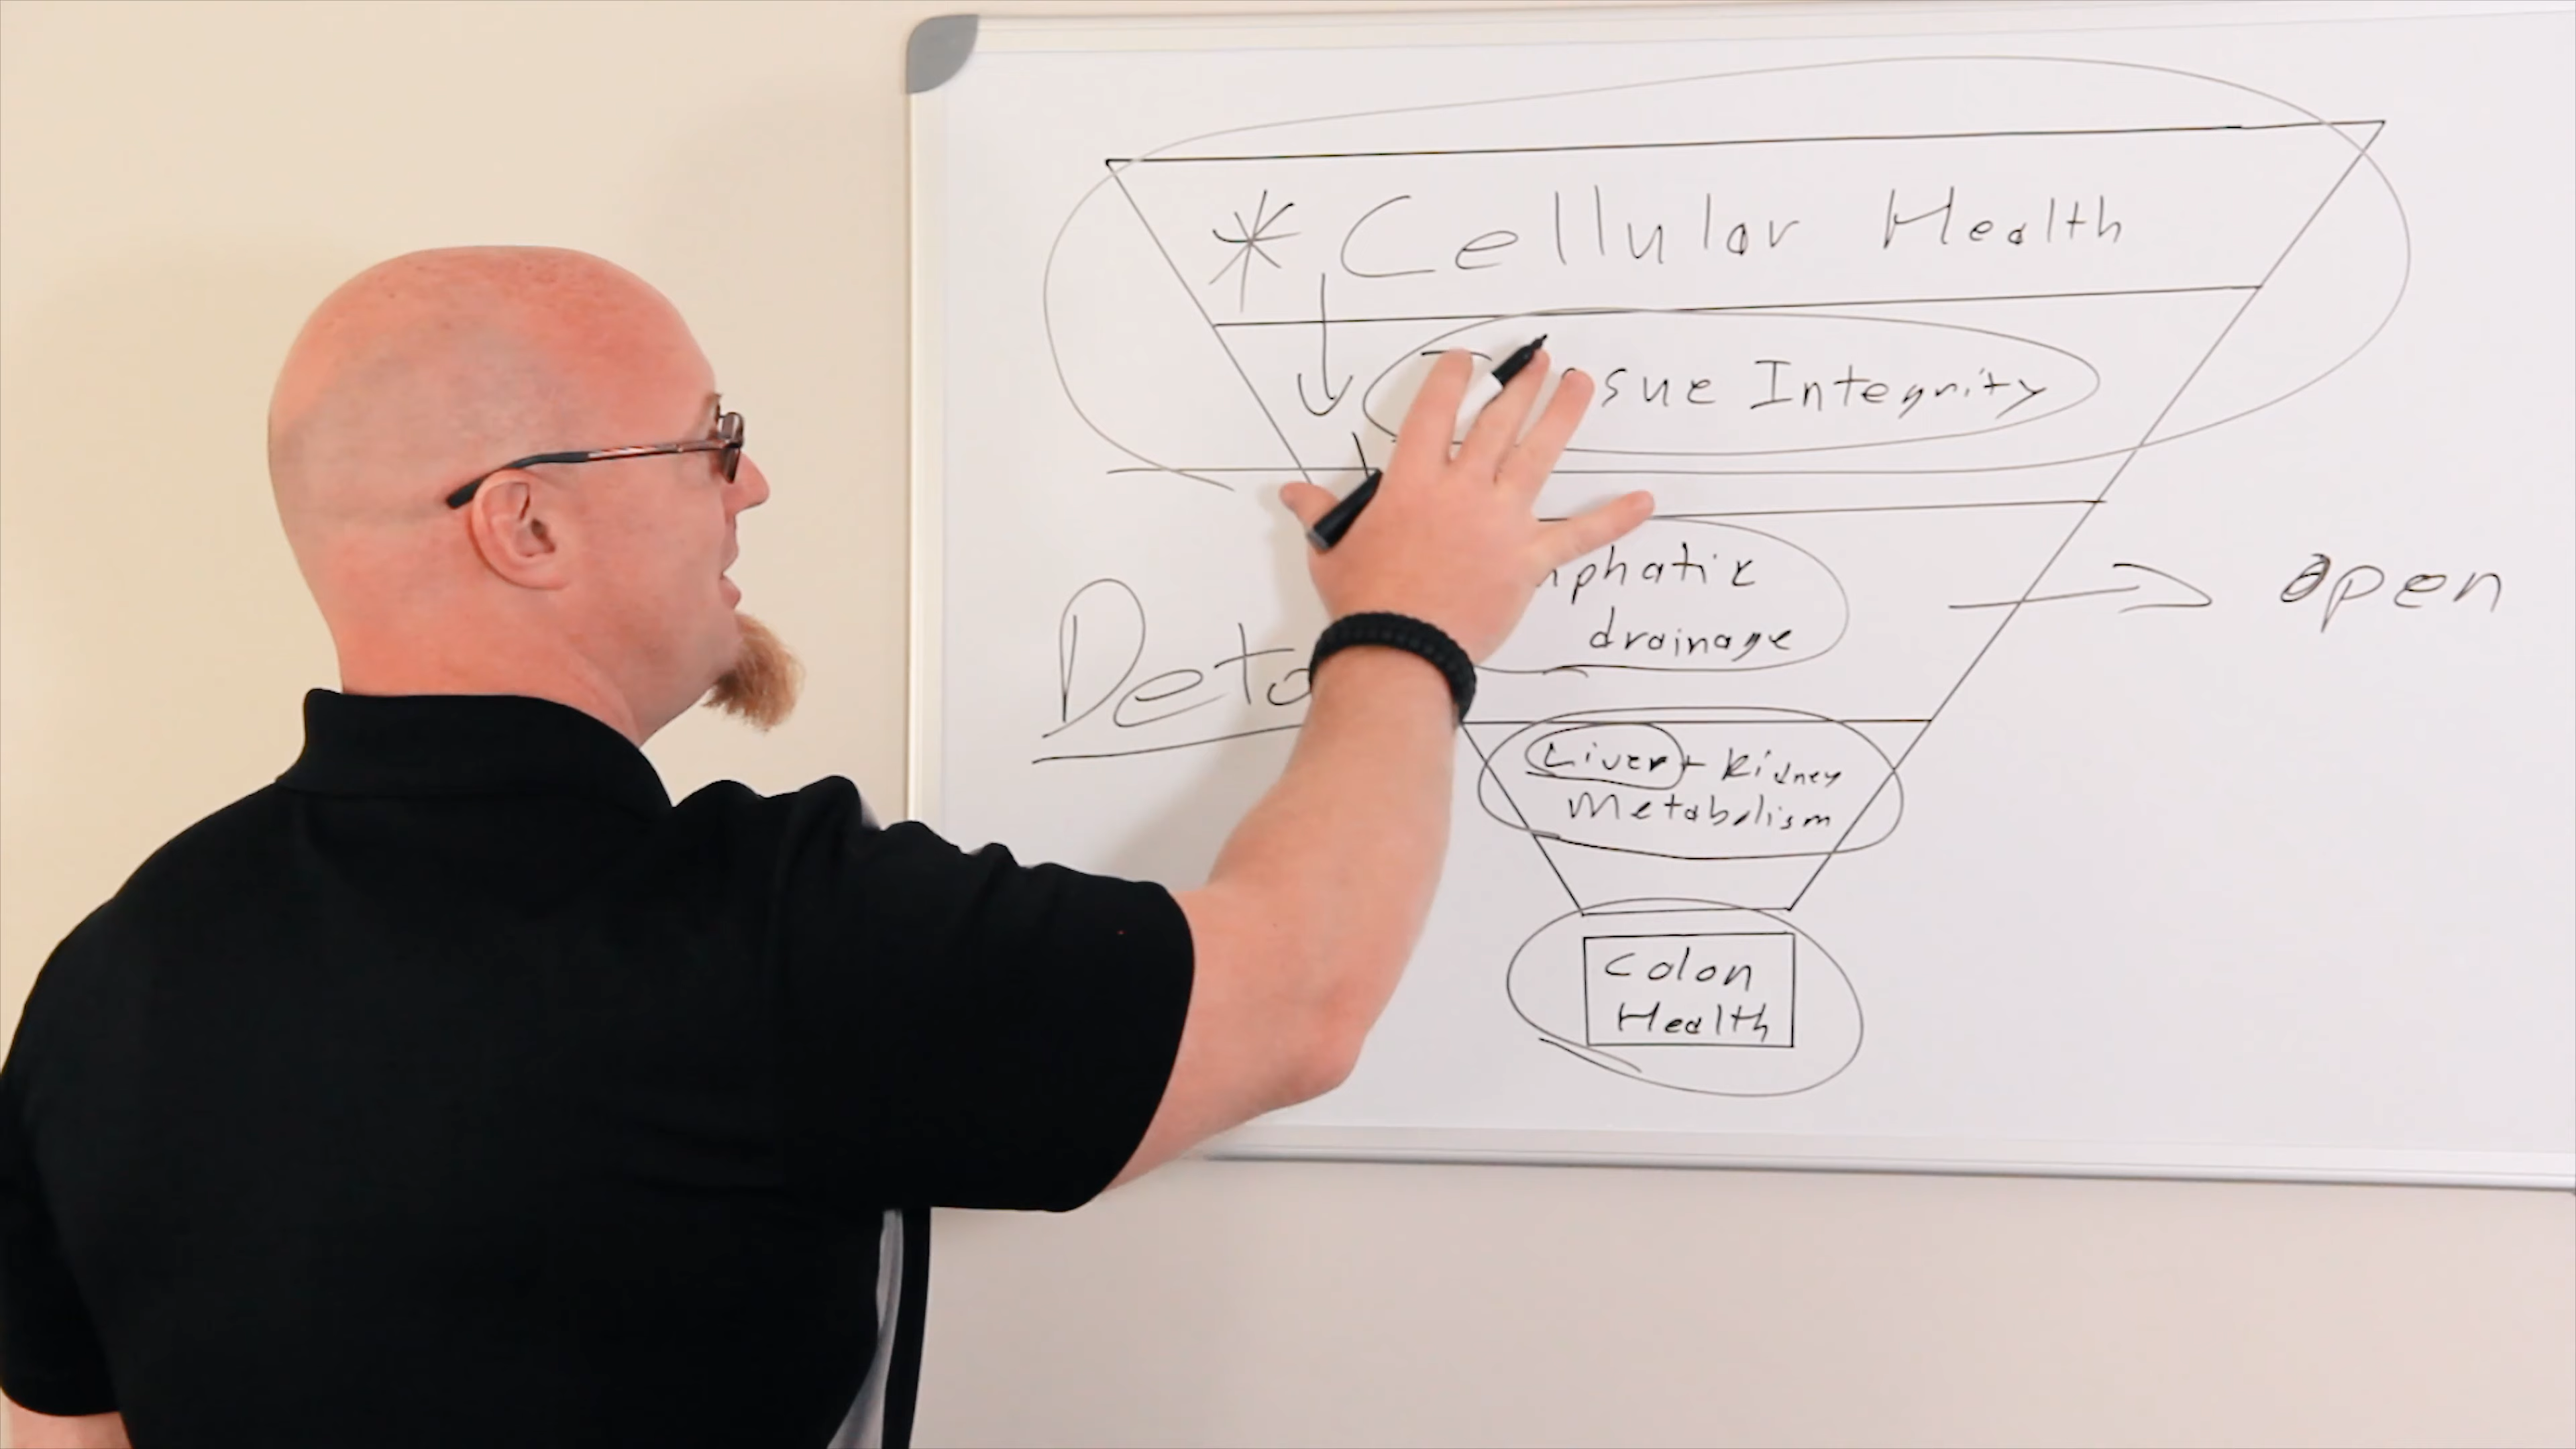 * Cellular Health
Integrity
open
drainage
Liver + Kidney
Metabolism
Colon
Health